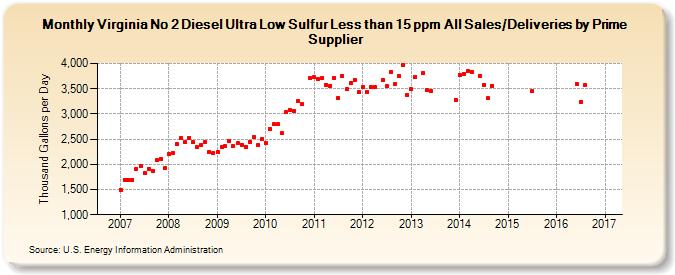 Monthly Virginia No 2 Diesel Ultra Low Sulfur Less than 15 ppm All Sales/Deliveries by Prime
Supplier
Thousand Gallons per Day
4,000
3,500
3,000
2,500
2,000
1,500
1,000
2007 2008 2009 2010 2011 2012 2013 2014 2015 2016 2017
Source: U.S. Energy Information Administration